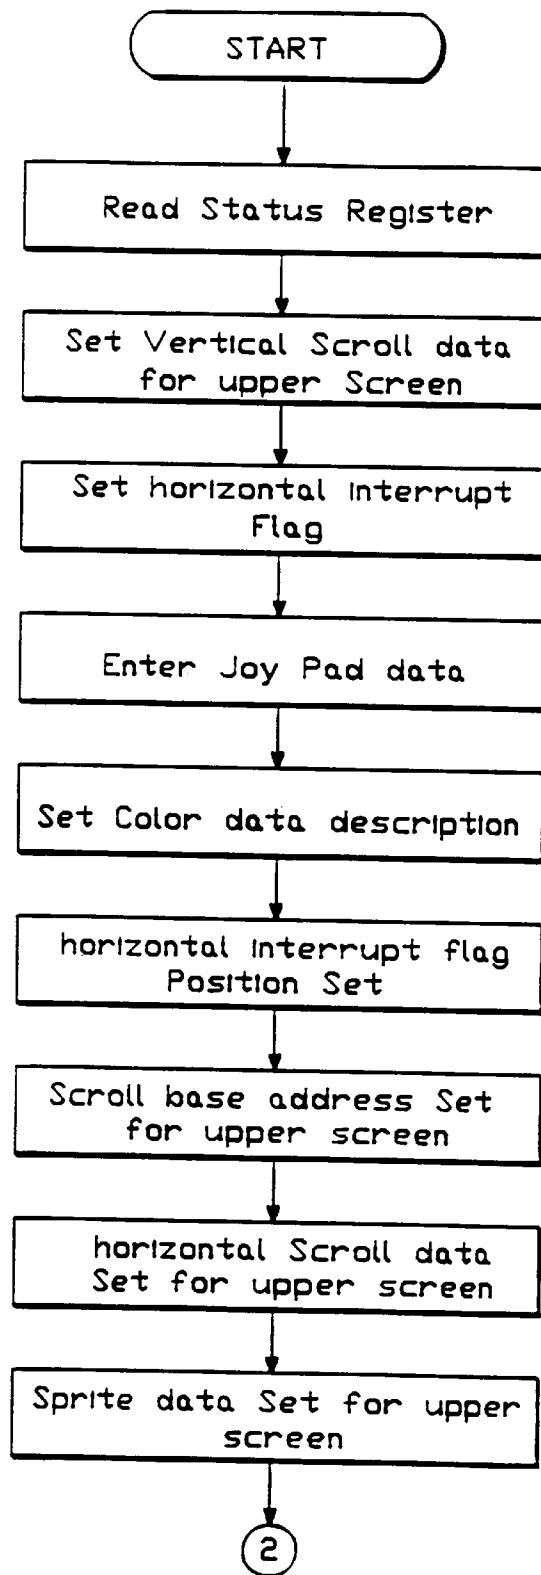 START
Read Status Register
Set Vertical Scroll data
for upper Screen
Set horizontal Interrupt
Flag
Enter Joy Pad data
Set Color data description
horizontal Interrupt flag
Position Set
Scroll base address Set
for upper screen
horizontal Scroll data
Set for upper screen
Sprite data Set for upper
screen
2